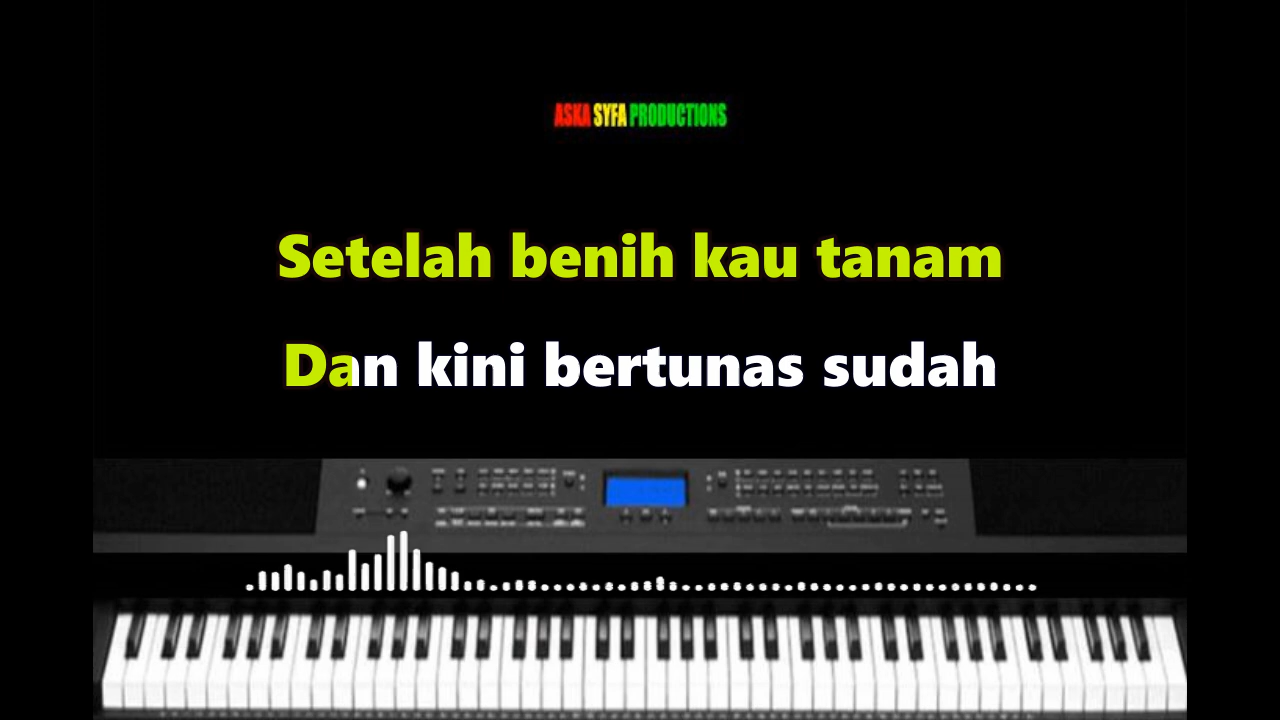 ASKA SYFA PRODUCTIONS
Setelah benih kau tanam
Dan kini bertunas sudah